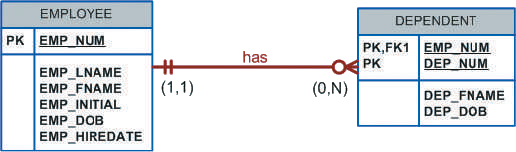 EMPLOYEE
PK EMP_NUM
EMP_LNAME
EMP_FNAME
EMP_INITIAL
EMP_DOB
EMP_HIREDATE
has
(1,1) (0,N)
DEPENDENT
PK,FK1 EMP_NUM
PK DEP_NUM
DEP_FNAME
DEP_DOB